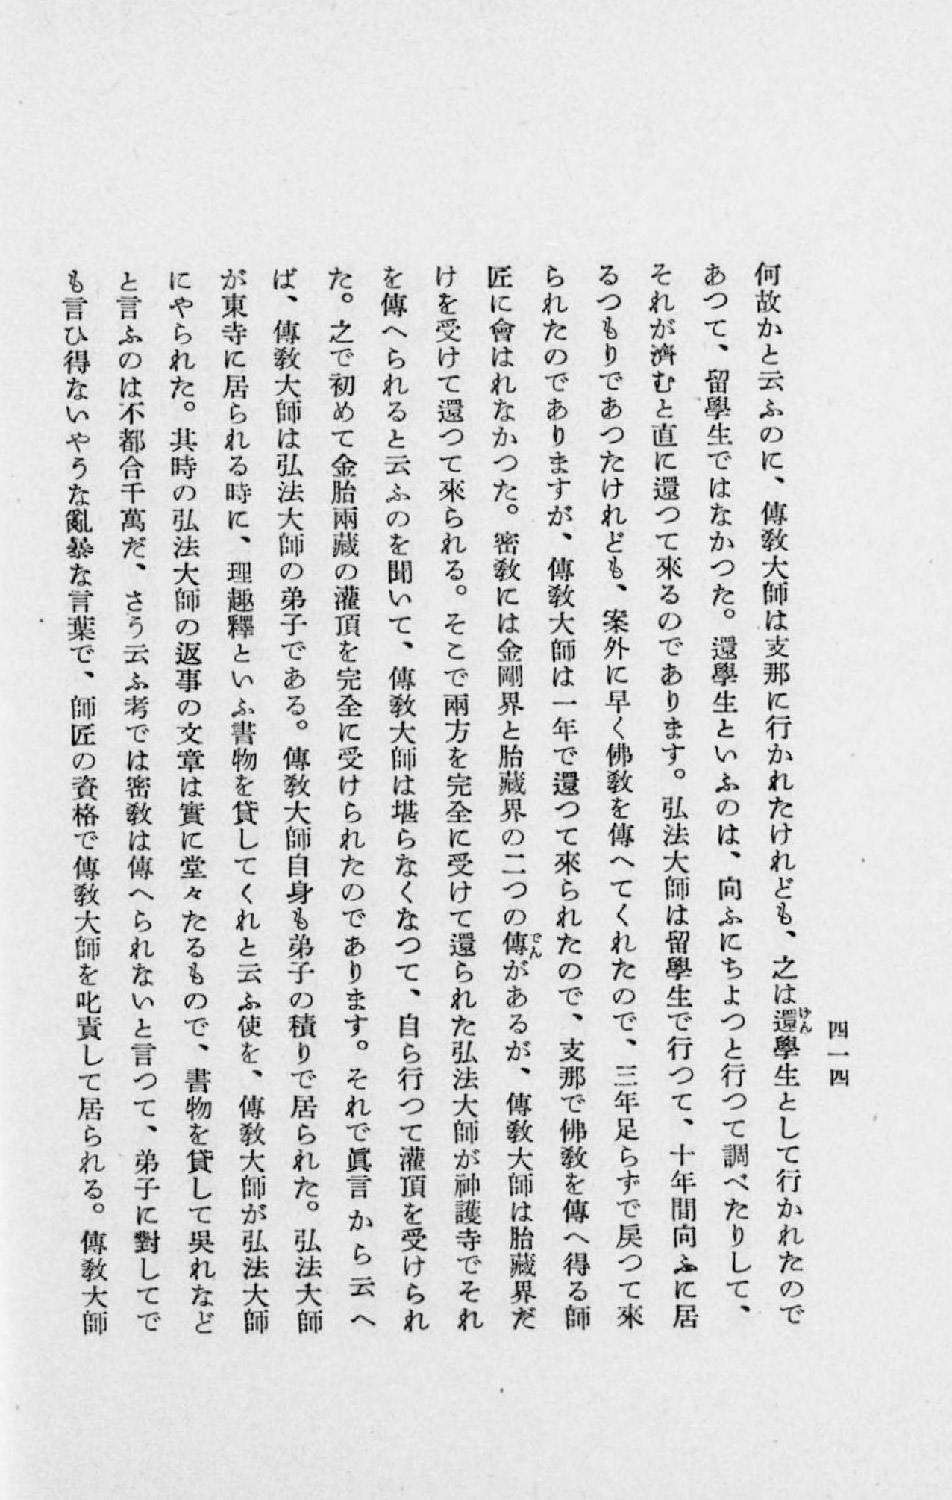 四一四
何故かと云ふのに、傳敎大師は支那に行かれたけれども、之は還學生として行かれたので
けん
あつて、留學生ではなかつた。還學生といふのは、向ふにちよつと行つて調べたりして、
それが濟むと直に還つて來るのであります。弘法大師は留學生で行つて、十年間向ふに居
るつもりであつたけれども、案外に早く佛敎を傳へてくれたので、三年足らずで戾つて來
られたのでありますが、傳敎大師は一年で還つて來られたので、支那で佛敎を傳へ得る師
匠に會はれなかつた。密敎には金剛界と胎藏界の二つの傳があるが、傳敎大師は胎藏界だ
でん
けを受けて還つて來られる。そこで兩方を完全に受けて還られた弘法大師が神護寺でそれ
を傳へられると云ふのを聞いて、傳敎大師は堪らなくなつて、自ら行つて灌頂を受けられ
た。之で初めて金胎兩藏の灌頂を完全に受けられたのであります。それで眞言から云へ
ば、傳敎大師は弘法大師の弟子である。傳敎大師自身も弟子の積りで居られた。弘法大師
が東寺に居られる時に、理趣釋といふ書物を貸してくれと云ふ使を、傳敎大師が弘法大師
にやられた。其時の弘法大師の返事の文章は實に堂々たるもので、書物を貸して吳れなど
と言ふのは不都合千萬だ、さう云ふ考では密敎は傳へられないと言つて、弟子に對してで
も言ひ得ないやうな亂暴な言葉で、師匠の資格で傳敎大師を叱責して居られる。傳敎大師